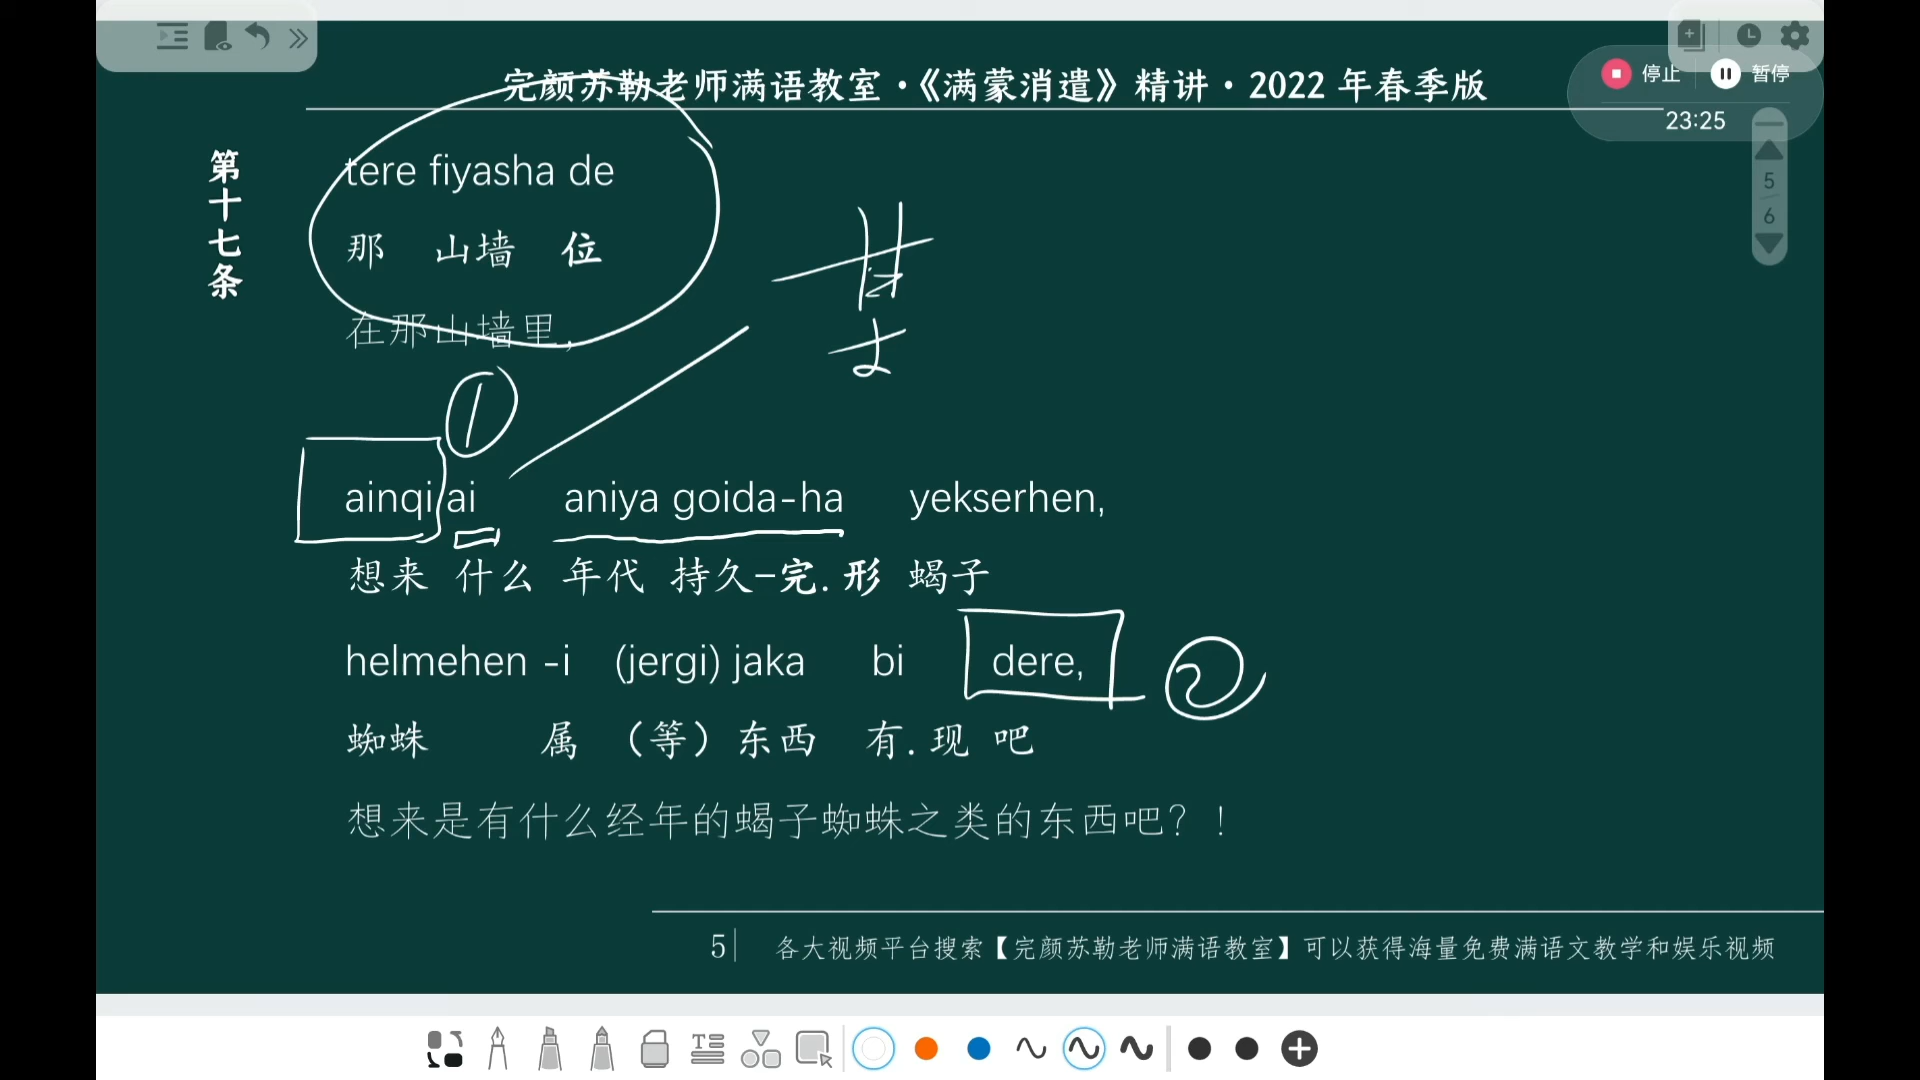 停止 暂停
23:25
完颜苏勒老师满语教室·《满蒙消遣》精讲·2022 年春季版
5
6
第十七条
tere fiyasha de
那 山墙 位
在那山墙里,
①
ainqi ai aniya goida-ha yekserhen,
想来 什么 年代 持久-完.形 蝎子
helmehen -i (jergi) jaka bi dere,
②
蜘蛛 属 （等）东西 有.现 吧
想来是有什么经年的蝎子蜘蛛之类的东西吧？！
5 各大视频平台搜索【完颜苏勒老师满语教室】可以获得海量免费满语文教学和娱乐视频